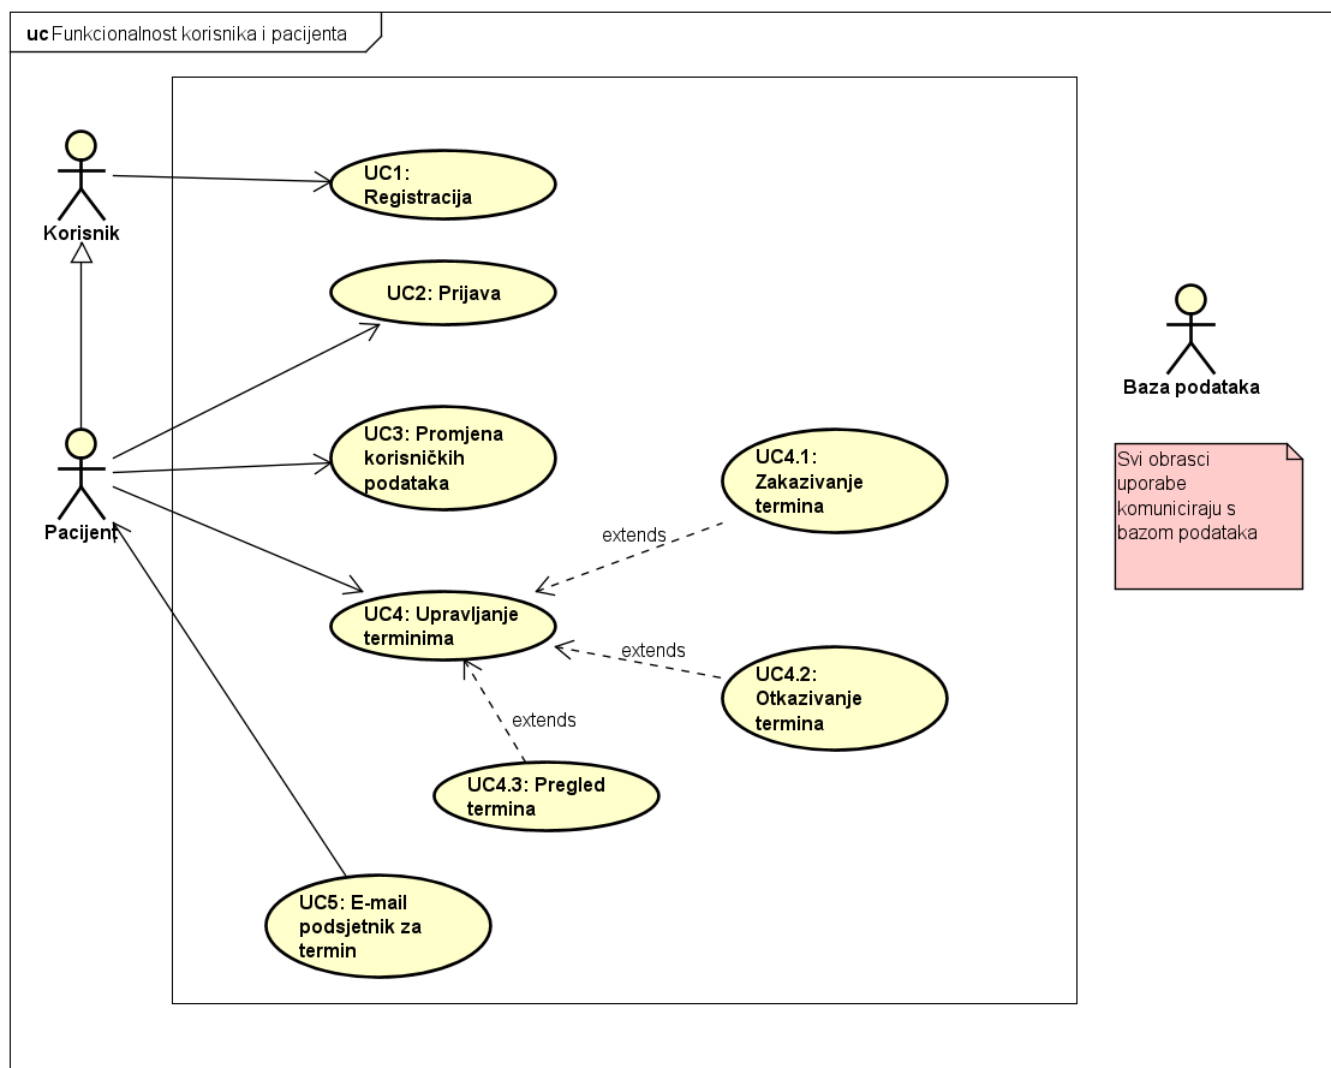 uc Funkcionalnost korisnika i pacijenta
Korisnik
UC1:
Registracija
UC2: Prijava
Baza podataka
UC3: Promjena
korisničkih
podataka
Pacijent
UC4.1:
Zakazivanje
termina
Svi obrasci
uporabe
komuniciraju s
bazom podataka
extends
UC4: Upravljanje
terminima
extends
UC4.2:
Otkazivanje
termina
extends
UC4.3: Pregled
termina
UC5: E-mail
podsjetnik za
termin